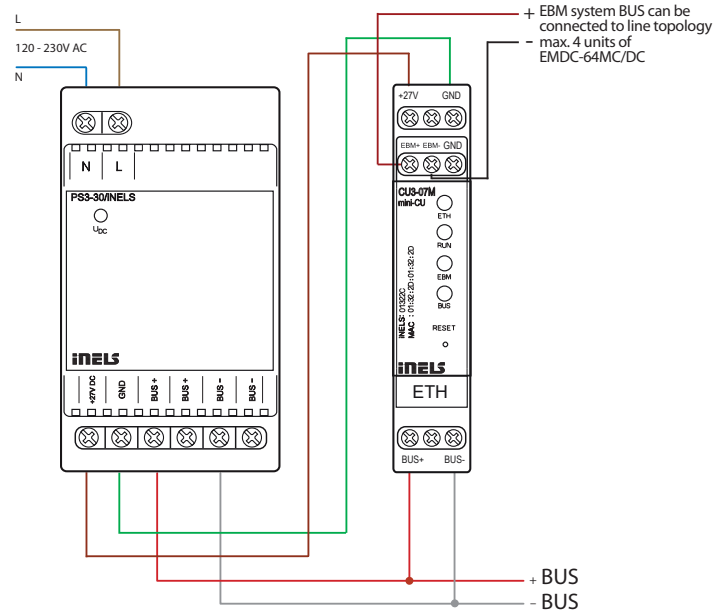 L
120 - 230V AC
N
+ EBM system BUS can be
connected to line topology
- max. 4 units of
EMDC-64MC/DC
N L
PS3-30/INELS
UDC
iNELS
+27V DC
GND
BUS +
BUS +
BUS -
BUS -
+27V GND
EBM+ EBM- GND
CU3-07M
mini-CU
ETH
RUN
EBM
BUS
iNELS: 01322C
MAC : 01:32:2D:01:32:2D
RESET
iNELS
ETH
BUS+ BUS-
+ BUS
- BUS